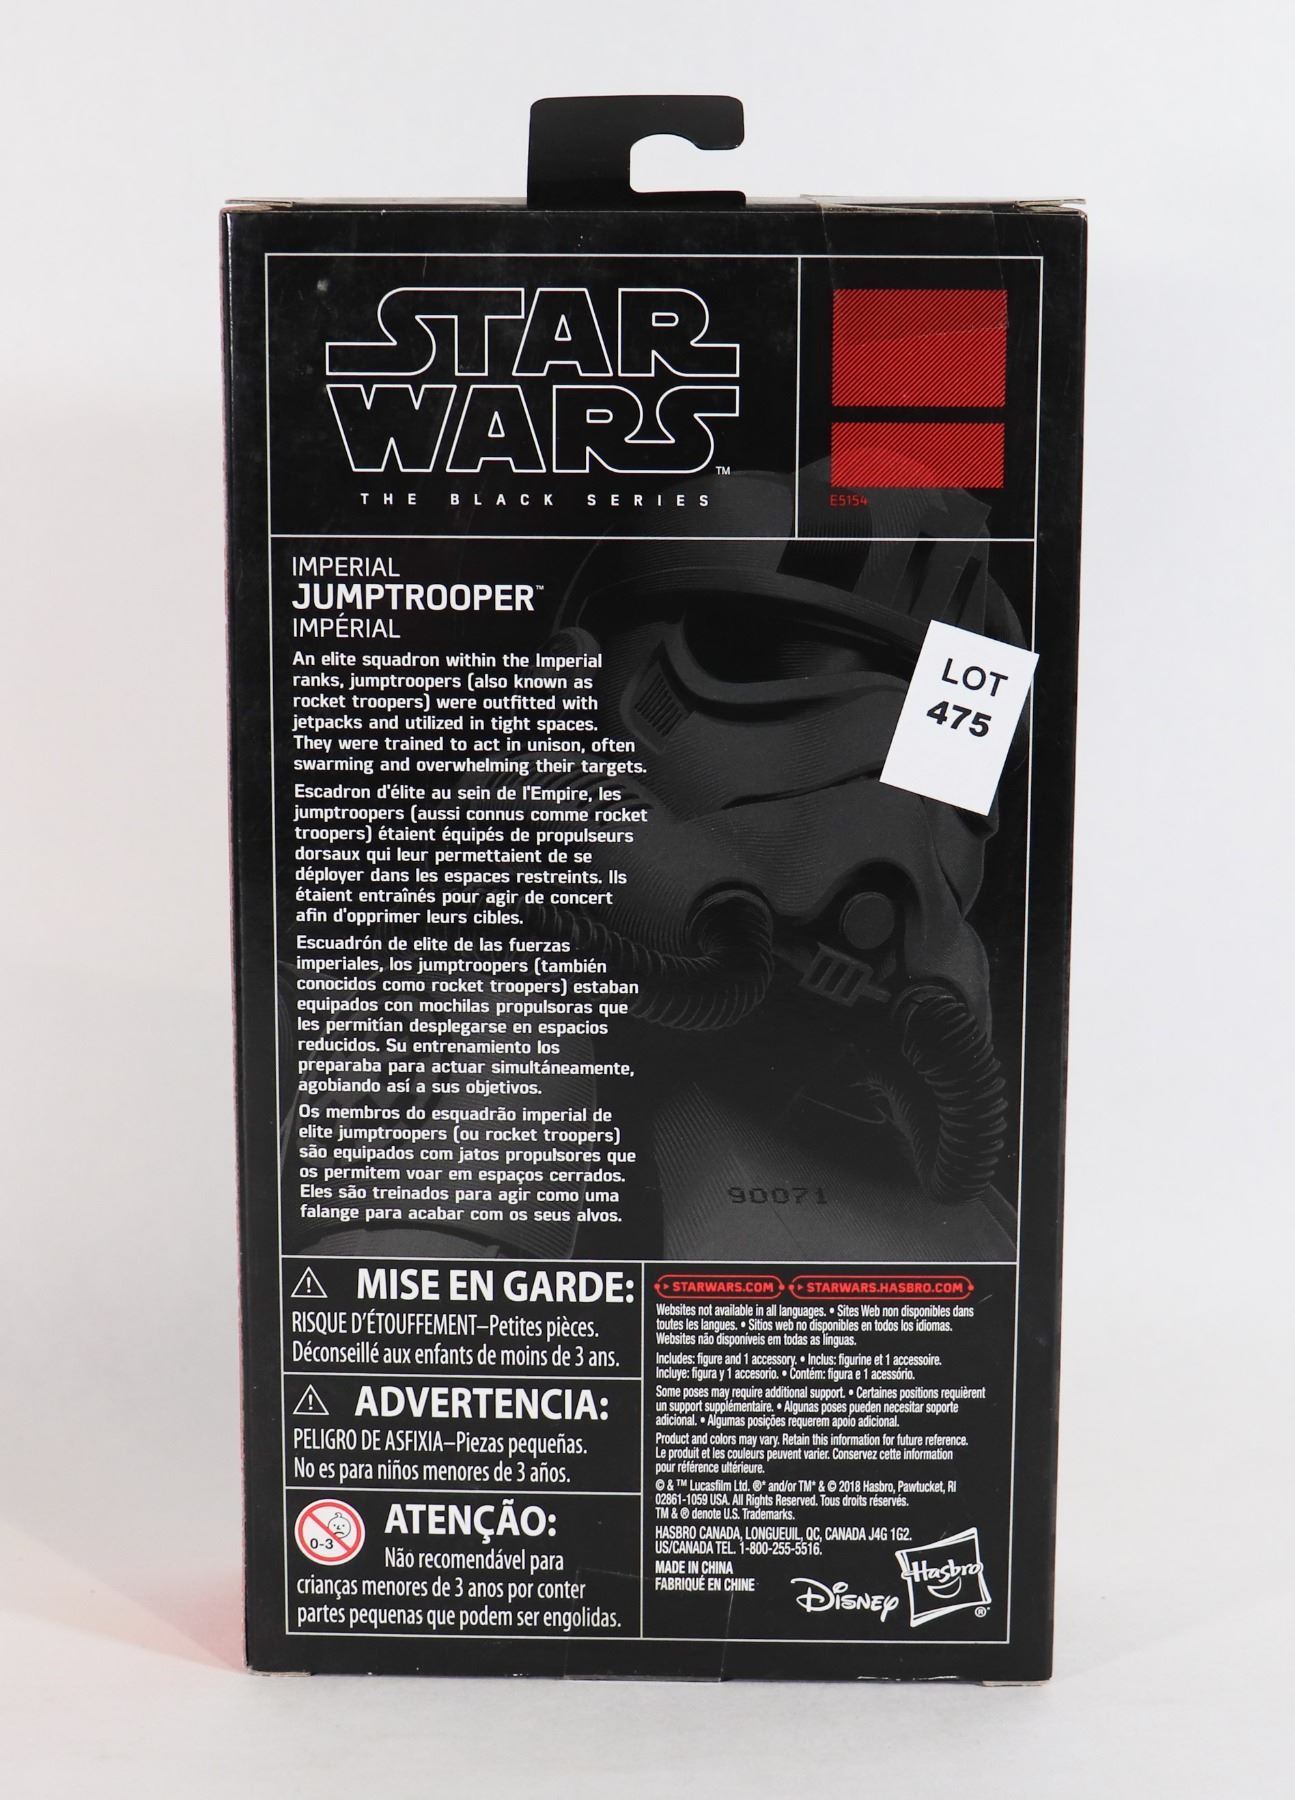 STAR
WARS™
THE BLACK SERIES
E5154
IMPERIAL
JUMPTROOPER™
IMPÉRIAL
LOT
475
An elite squadron within the Imperial
ranks, jumptroopers (also known as
rocket troopers) were outfitted with
jetpacks and utilized in tight spaces.
They were trained to act in unison, often
swarming and overwhelming their targets.
Escadron d'élite au sein de l'Empire, les
jumptroopers (aussi connus comme rocket
troopers) étaient équipés de propulseurs
dorsaux qui leur permettaient de se
déployer dans les espaces restreints. Ils
étaient entraînés pour agir de concert
afin d'opprimer leurs cibles.
Escuadrón de elite de las fuerzas
imperiales, los jumptroopers (también
conocidos como rocket troopers) estaban
equipados con mochilas propulsoras que
les permitían desplegarse en espacios
reducidos. Su entrenamiento los
preparaba para actuar simultáneamente,
agobiando así a sus objetivos.
Os membros do esquadrão imperial de
elite jumptroopers (ou rocket troopers)
são equipados com jatos propulsores que
os permitem voar em espaços cerrados.
Eles são treinados para agir como uma
falange para acabar com os seus alvos.
90071
MISE EN GARDE:
RISQUE D'ÉTOUFFEMENT–Petites pièces.
Déconseillé aux enfants de moins de 3 ans.
ADVERTENCIA:
PELIGRO DE ASFIXIA–Piezas pequeñas.
No es para niños menores de 3 años.
0-3
ATENÇÃO:
Não recomendável para
crianças menores de 3 anos por conter
partes pequenas que podem ser engolidas.
STARWARS.COM STARWARS.HASBRO.COM
Websites not available in all languages. • Sites Web non disponibles dans
toutes les langues. • Sitios web no disponibles en todos los idiomas.
Websites não disponíveis em todas as línguas.
Includes: figure and 1 accessory. • Inclus: figurine et 1 accessoire.
Incluye: figura y 1 accesorio. • Contém: figura e 1 acessório.
Some poses may require additional support. • Certaines positions requièrent
un support supplémentaire. • Algunas poses pueden necesitar soporte
adicional. • Algumas posições requerem apoio adicional.
Product and colors may vary. Retain this information for future reference.
Le produit et les couleurs peuvent varier. Conservez cette information
pour référence ultérieure.
© & ™ Lucasfilm Ltd. ®* and/or TM* & © 2018 Hasbro, Pawtucket, RI
02861-1059 USA. All Rights Reserved. Tous droits réservés.
TM & ® denote U.S. Trademarks.
HASBRO CANADA, LONGUEUIL, QC, CANADA J4G 1G2.
US/CANADA TEL. 1-800-255-5516.
MADE IN CHINA
FABRIQUÉ EN CHINE
Disney
Hasbro
®*